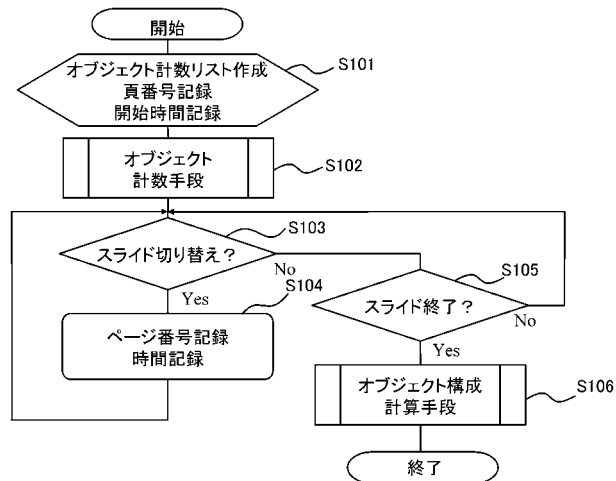 開始
オブジェクト計数リスト作成
頁番号記録
開始時間記録
S101
オブジェクト
計数手段
S102
スライド切り替え？
S103
No
Yes
S104
ページ番号記録
時間記録
スライド終了？
S105
No
Yes
オブジェクト構成
計算手段
S106
終了